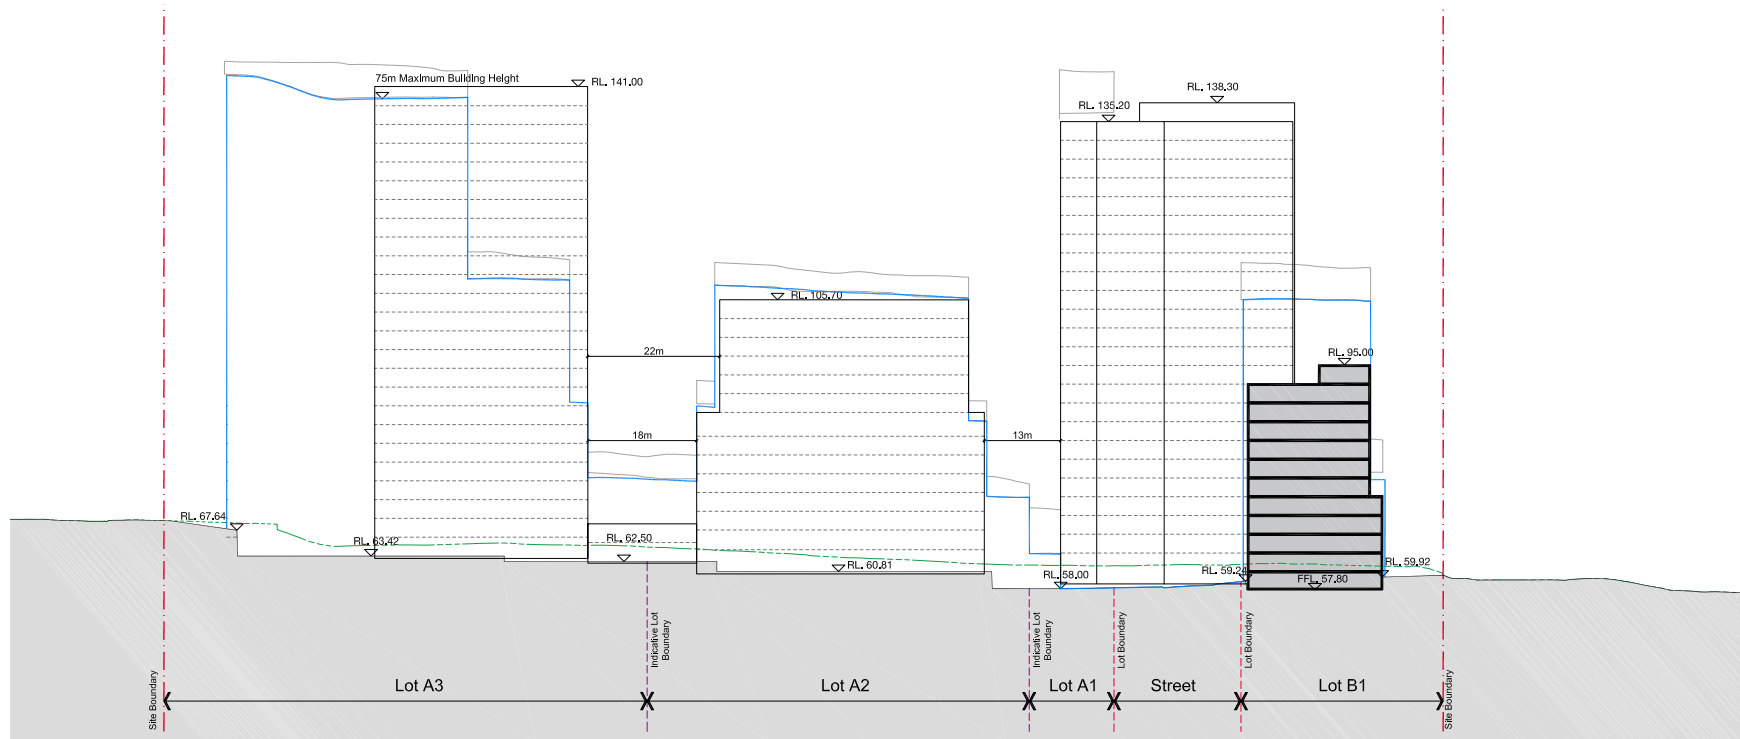 75m Maximum Building Height
RL. 141.00
RL. 138.30
RL. 135.20
RL. 105.70
22m
RL. 95.00
18m
13m
RL. 67.64
RL. 63.42
RL. 62.50
RL. 60.81
RL. 58.00
RL. 59.24
FFL. 57.80
RL. 59.92
Site Boundary
Indicative Lot
Boundary
Indicative Lot
Boundary
Lot Boundary
Lot Boundary
Site Boundary
Lot A3
Lot A2
Lot A1
Street
Lot B1